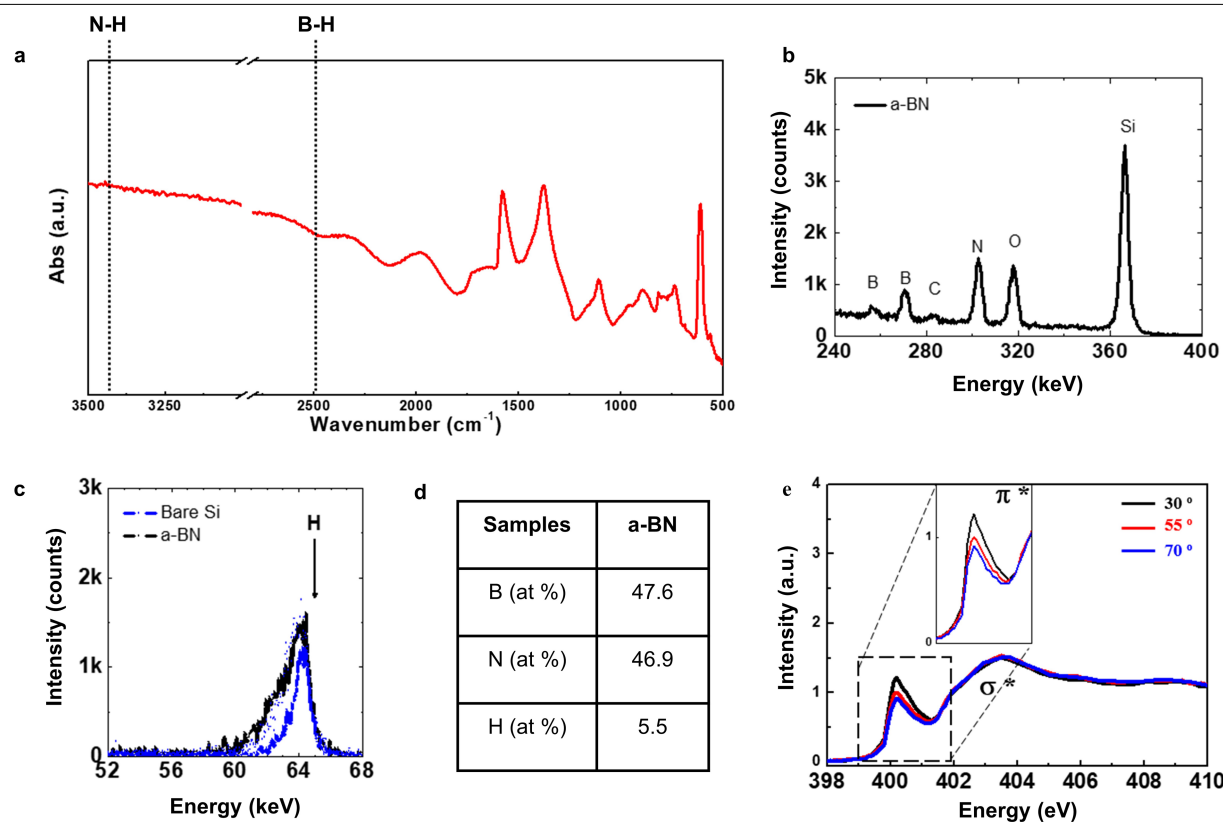 N-H
B-H
a
Abs (a.u.)
3500
3250
2500
2000
1500
1000
500
Wavenumber (cm⁻¹)
b
5k
4k
3k
2k
1k
0
a-BN
B
B
C
N
O
Si
Intensity (counts)
240
280
320
360
400
Energy (keV)
c
3k
2k
1k
0
Bare Si
a-BN
H
Intensity (counts)
52
56
60
64
68
Energy (keV)
d
Samples a-BN
B (at %) 47.6
N (at %) 46.9
H (at %) 5.5
e
4
3
2
1
0
π *
1
0
30 º
55 º
70 º
σ *
Intensity (a.u.)
398
400
402
404
406
408
410
Energy (eV)